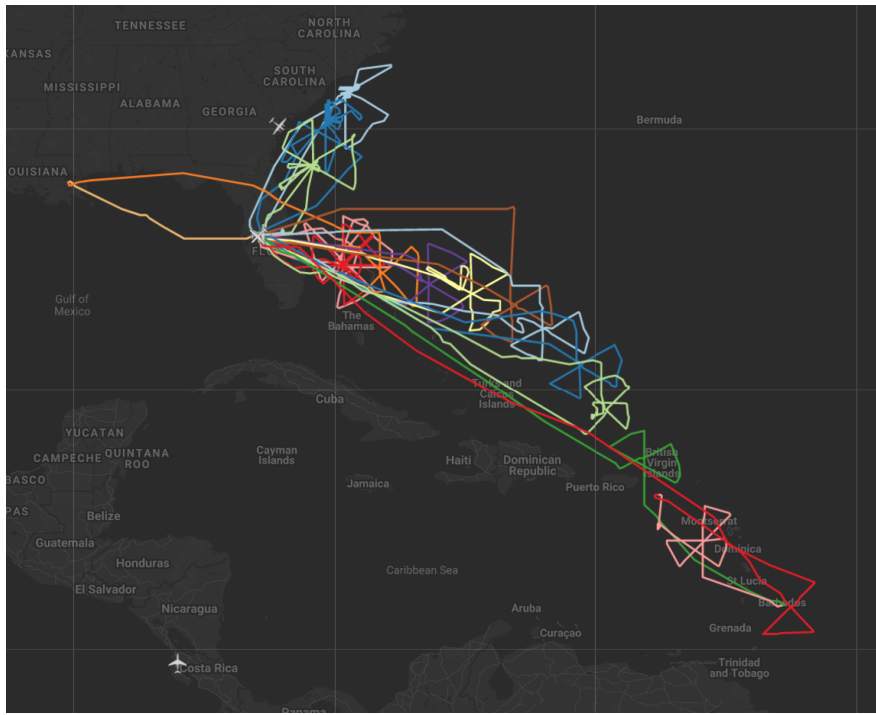 NORTH
CAROLINA
TENNESSEE
KANSAS
SOUTH
CAROLINA
MISSISSIPPI
ALABAMA
GEORGIA
Bermuda
OUISIANA
FL
Gulf of
Mexico
The
Bahamas
Turks and
Caicos
Islands
Cuba
YUCATAN
CAMPECHE
QUINTANA
ROO
Cayman
Islands
Haiti
Dominican
Republic
British
Virgin
Islands
BASCO
Jamaica
Puerto Rico
PAS
Belize
Montserrat
Guatemala
Dominica
Honduras
Caribbean Sea
El Salvador
St Lucia
Nicaragua
Aruba
Barbados
Curaçao
Grenada
Costa Rica
Trinidad
and Tobago
Panama